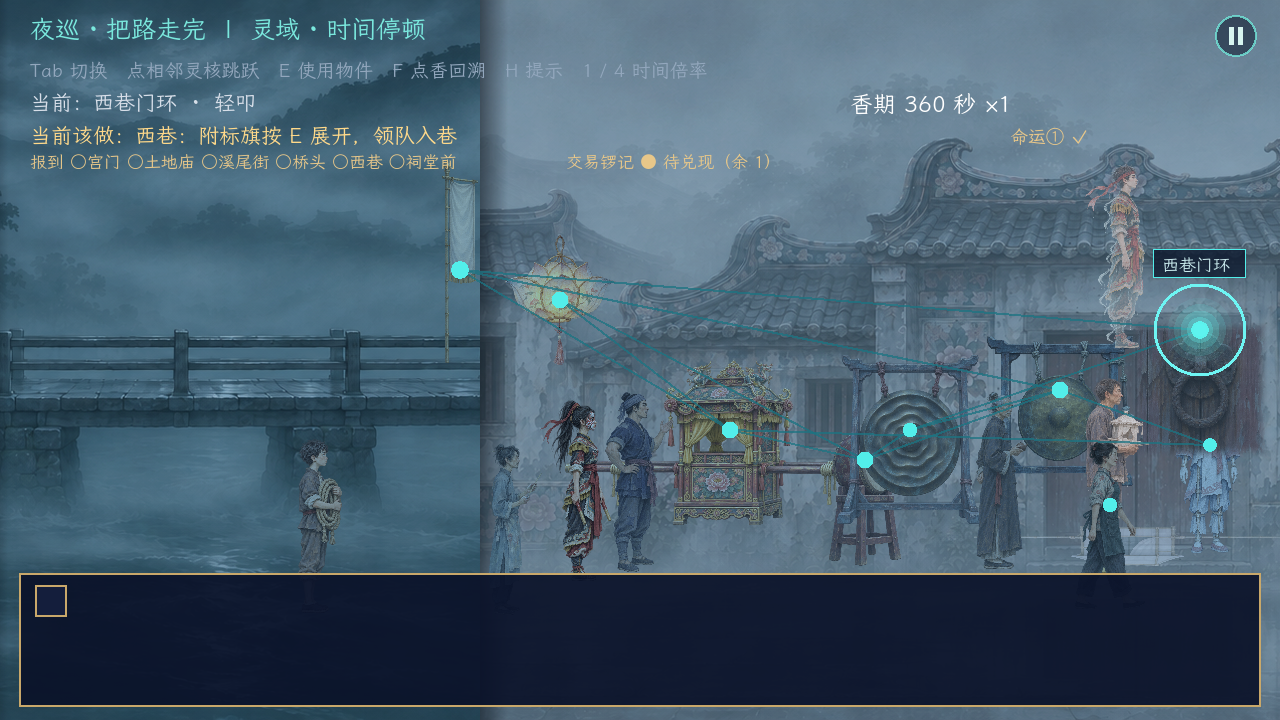 夜巡·把路走完 | 灵域·时间停顿
Tab 切换 点相邻灵核跳跃 E 使用物件 F 点香回溯 H 提示 1 / 4 时间倍率
当前: 西巷门环 · 轻叩
香期 360 秒 ×1
当前该做: 西巷: 附标旗按 E 展开, 领队入巷
命运① ✓
报到 ○宫门 ○土地庙 ○溪尾街 ○桥头 ○西巷 ○祠堂前
交易锣记 ● 待兑现 (余 1)
西巷门环